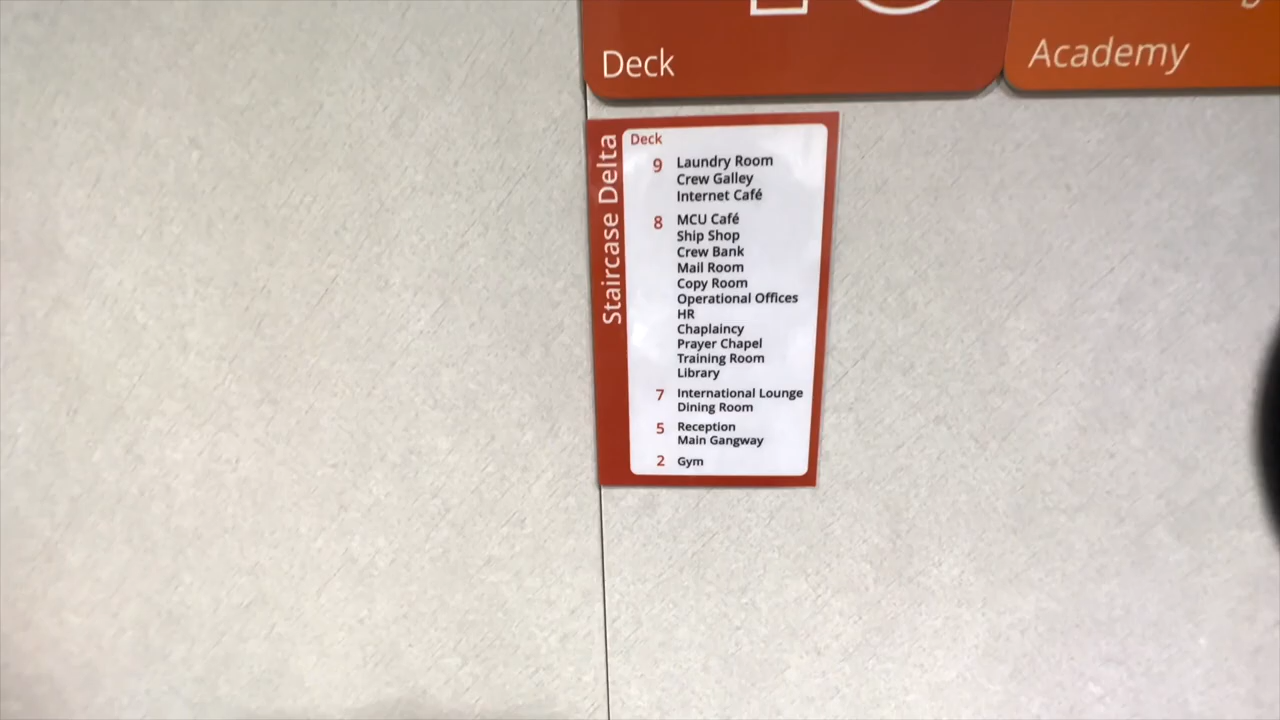 Deck
Academy
Staircase Delta
Deck
9 Laundry Room
Crew Galley
Internet Café
8 MCU Café
Ship Shop
Crew Bank
Mail Room
Copy Room
Operational Offices
HR
Chaplaincy
Prayer Chapel
Training Room
Library
7 International Lounge
Dining Room
5 Reception
Main Gangway
2 Gym